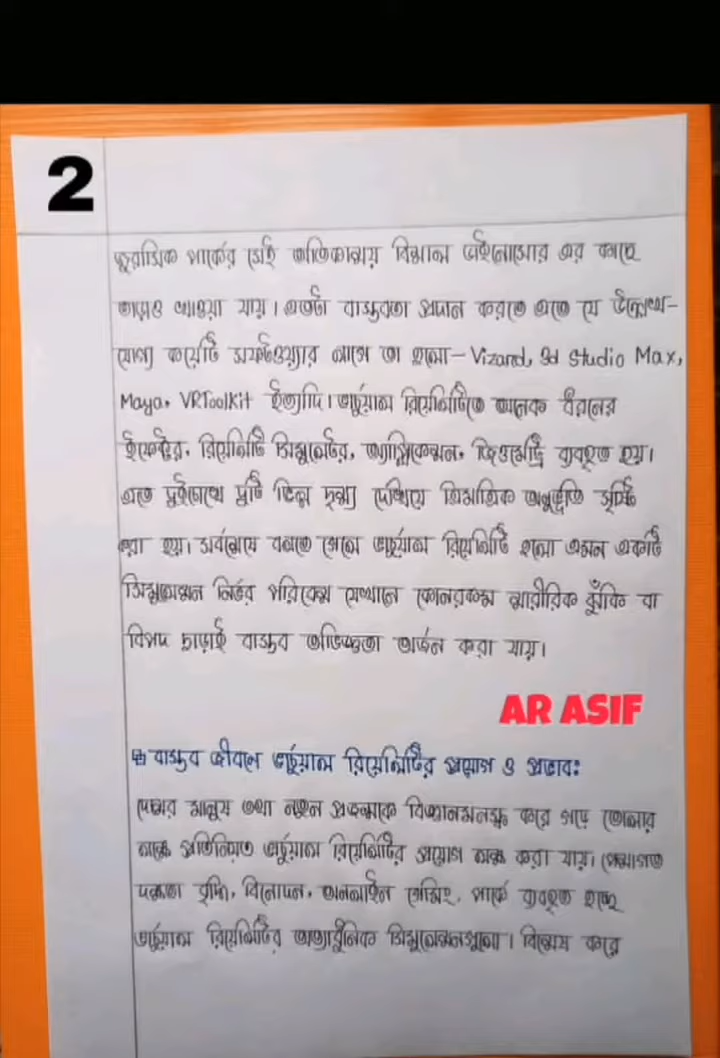 2
জুরাসিক পার্কের সেই অতিকায় বিশাল ডাইনোসোর এর কাছে
তাড়াও খাওয়া যায়। এতটা বাস্তবতা প্রদান করতে এতে যে উল্লেখ-
যোগ্য কয়েটি সফটওয়্যার লাগে তা হলো - Vizard, 3d Studio Max,
Maya, VRToolKit ইত্যাদি। ভার্চুয়াল রিয়েলিটিতে অনেক ধরনের
ইফেক্টর, রিয়েলিটি সিমুলেটর, অ্যাপ্লিকেশন, জিওমেট্রি ব্যবহৃত হয়।
এতে দুইচোখে দুটি ভিন্ন দৃশ্য দেখিয়ে ত্রিমাত্রিক অনুভূতি সৃষ্টি
করা হয়। সর্বশেষে বলতে গেলে ভার্চুয়াল রিয়েলিটি হলো এমন একটি
সিমুলেশন নির্ভর পরিবেশ যেখানে কোনরকম শারীরিক ঝুঁকি বা
বিপদ ছাড়াই বাস্তব অভিজ্ঞতা অর্জন করা যায়।
AR ASIF
বাস্তব জীবনে ভার্চুয়াল রিয়েলিটির প্রয়োগ ও প্রভাব:
দেশের মানুষ তথা নতুন প্রজন্মকে বিজ্ঞানমনস্ক করে গড়ে তোলার
লক্ষে প্রতিনিয়ত ভার্চুয়াল রিয়েলিটির প্রয়োগ লক্ষ করা যায়। পেশাগত
দক্ষতা বৃদ্ধি, বিনোদন, অনলাইন গেমিং, পার্কে ব্যবহৃত হচ্ছে
ভার্চুয়াল রিয়েলিটির অত্যাধুনিক সিমুলেশনগুলো। বিশেষ করে